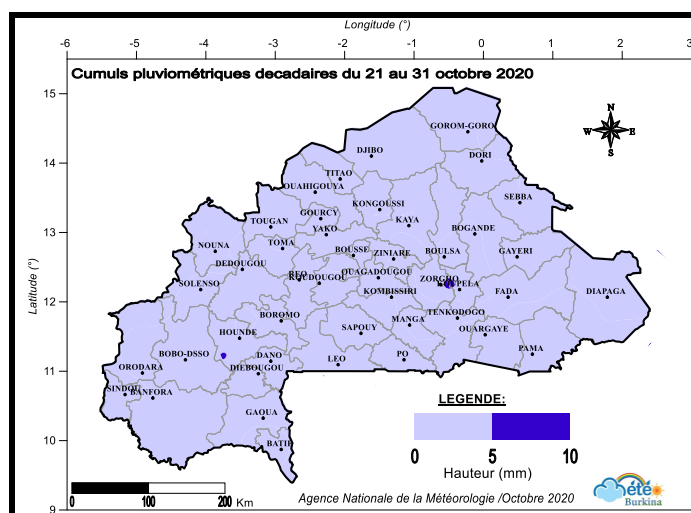 Longitude (°)
-6 -5 -4 -3 -2 -1 0 1 2 3
Cumuls pluviométriques decadaires du 21 au 31 octobre 2020
15
14
13
12
11
10
9
Latitude (°)
N
W E
S
GOROM-GORO
DJIBO
DORI
TITAO
OUAHIGOUYA
SEBBA
KONGOUSSI
GOURCY
TOUGAN
KAYA
YAKO
BOGANDE
TOMA
NOUNA
BOUSSE
ZINIARE
BOULSA
GAYERI
DEDOUGOU
REO
KOUDOUGOU
OUAGADOUGOU
ZORGHO
SOLENSO
KOMBISSIRI
FADA
DIAPAGA
TENKODOGO
BOROMO
MANGA
HOUNDE
SAPOUY
OUARGAYE
BOBO-DSSO
DANO
LEO
PO
PAMA
ORODARA
DIEBOUGOU
SINDOU
BANFORA
GAOUA
BATIE
LEGENDE:
0 5 10
Hauteur (mm)
0 100 200 Km
Agence Nationale de la Météorologie /Octobre 2020
Météo
Burkina